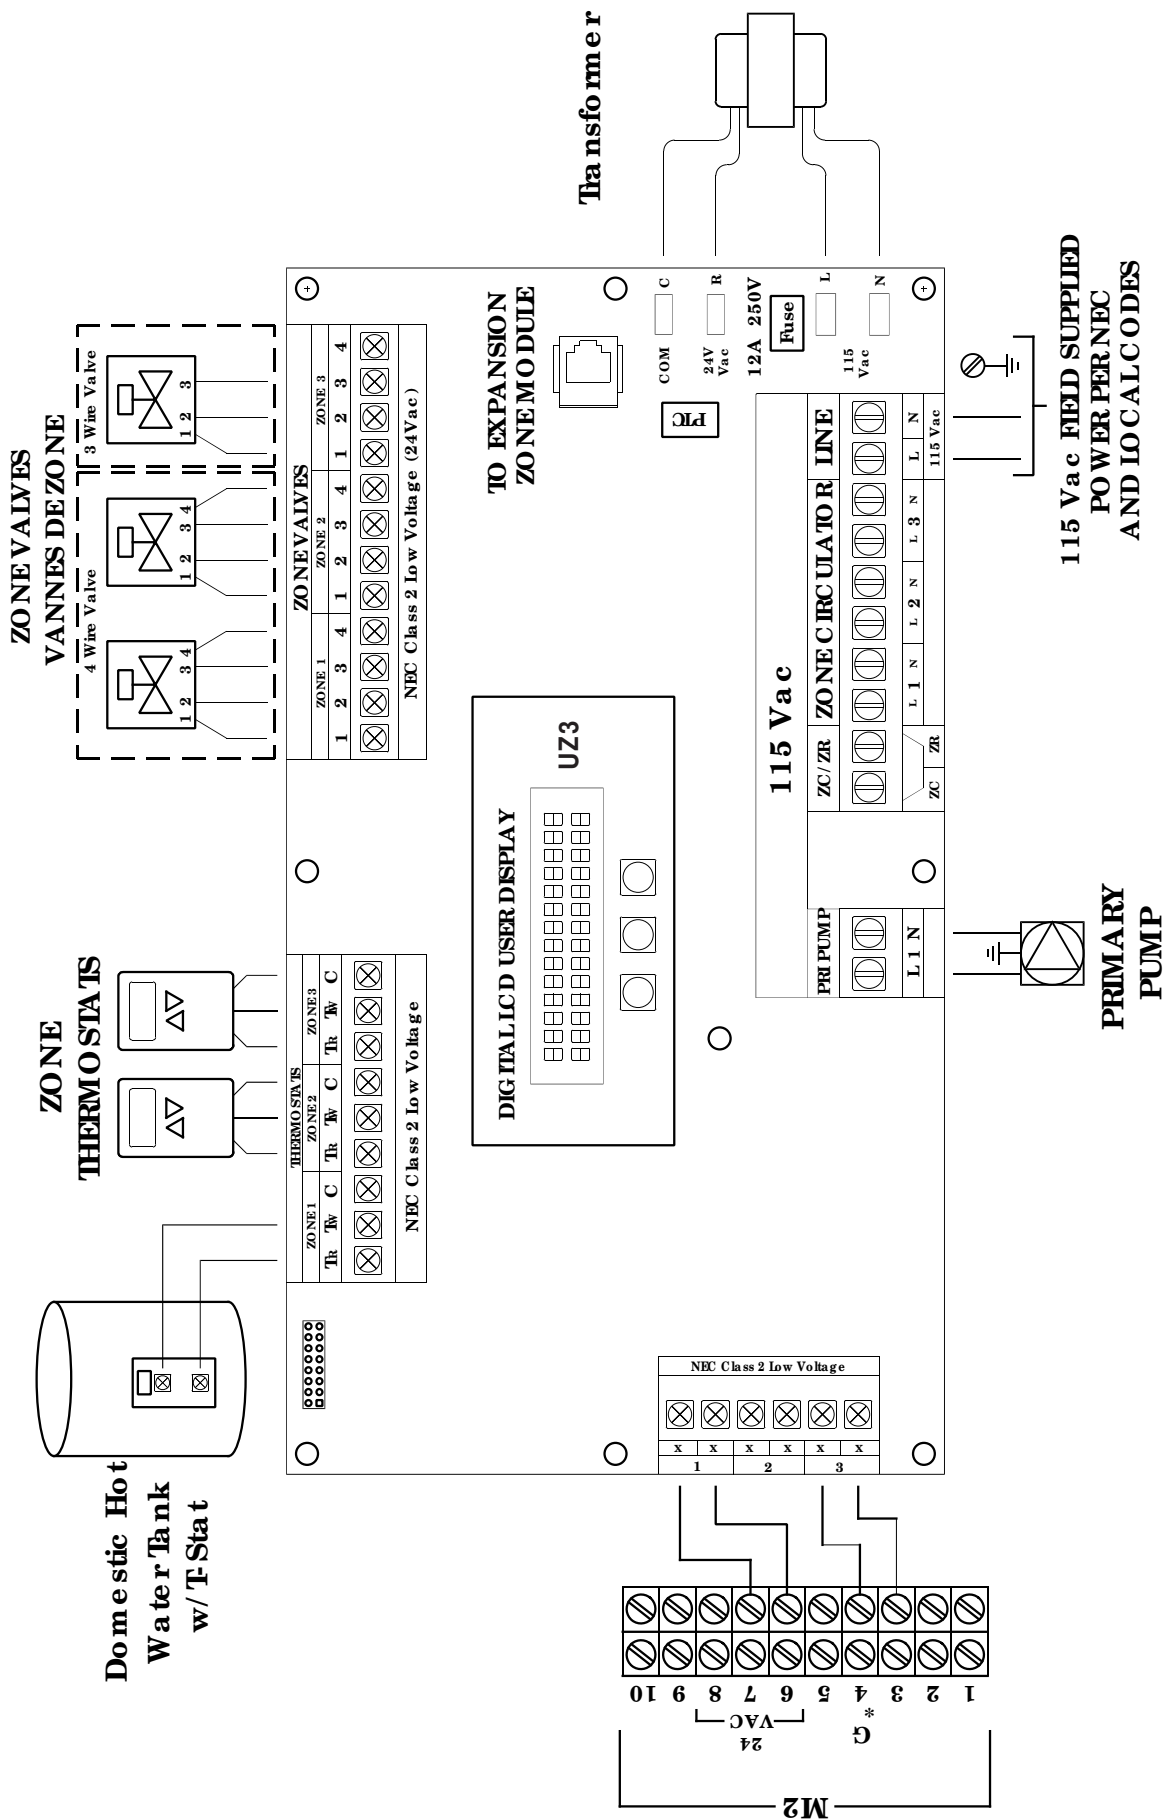 Transformer
ZONE VALVES
VANNES DE ZONE
4 Wire Valve
3 Wire Valve
1 2 3 4
1 2 3 4
1 2 3
ZONE
THERMOSTATS
Domestic Hot
Water Tank
w/ T-Stat
THERMOSTATS
ZONE 1
ZONE 2
ZONE 3
TR TW C TR TW C TR TW C
NEC Class 2 Low Voltage
ZONE VALVES
ZONE 1
ZONE 2
ZONE 3
1 2 3 4 1 2 3 4 1 2 3 4
NEC Class 2 Low Voltage (24Vac)
DIGITAL LCD USER DISPLAY
UZ3
TO EXPANSION
ZONE MODULE
COM
C
24V
Vac
R
PTC
12A 250V
Fuse
L
115
Vac
N
115 Vac
PRI PUMP
ZC/ZR
ZONE CIRCULATOR
LINE
L 1 N
ZC
ZR
L 1 N
L 2 N
L 3 N
L
N
115 Vac
PRIMARY
PUMP
115 Vac FIELD SUPPLIED
POWER PER NEC
AND LOCAL CODES
NEC Class 2 Low Voltage
x x x x x x
1 2 3
10 9 8 7 6 5 4 3 2 1
24
VAC
*
G
M2